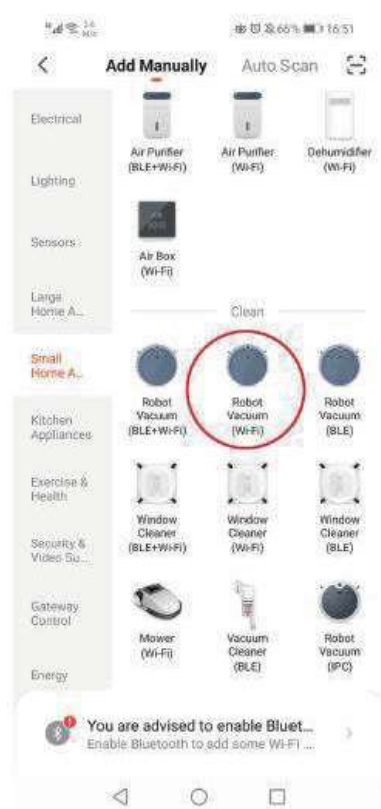 66% 16:51
Add Manually Auto Scan
Electrical
Lighting
Sensors
Large
Home A...
Small
Home A...
Kitchen
Appliances
Exercise &
Health
Security &
Video Su...
Gateway
Control
Energy
Air Purifier
(BLE+Wi-Fi)
Air Purifier
(Wi-Fi)
Dehumidifier
(Wi-Fi)
Air Box
(Wi-Fi)
Clean
Robot
Vacuum
(BLE+Wi-Fi)
Robot
Vacuum
(Wi-Fi)
Robot
Vacuum
(BLE)
Window
Cleaner
(BLE+Wi-Fi)
Window
Cleaner
(Wi-Fi)
Window
Cleaner
(BLE)
Mower
(Wi-Fi)
Vacuum
Cleaner
(BLE)
Robot
Vacuum
(IPC)
You are advised to enable Bluet...
Enable Bluetooth to add some Wi-Fi ...